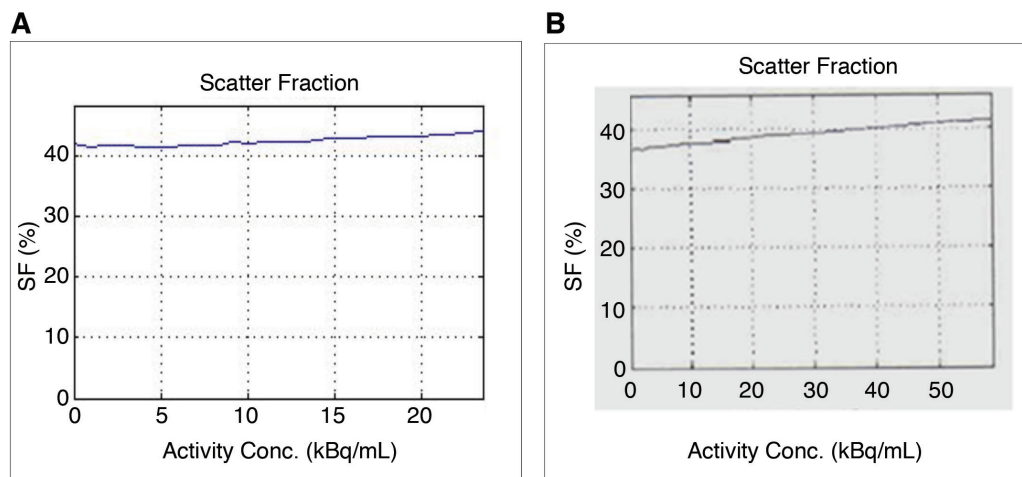 A
Scatter Fraction
40
30
20
10
0
SF (%)
0 5 10 15 20
Activity Conc. (kBq/mL)
B
Scatter Fraction
40
30
20
10
0
SF (%)
0 10 20 30 40 50
Activity Conc. (kBq/mL)